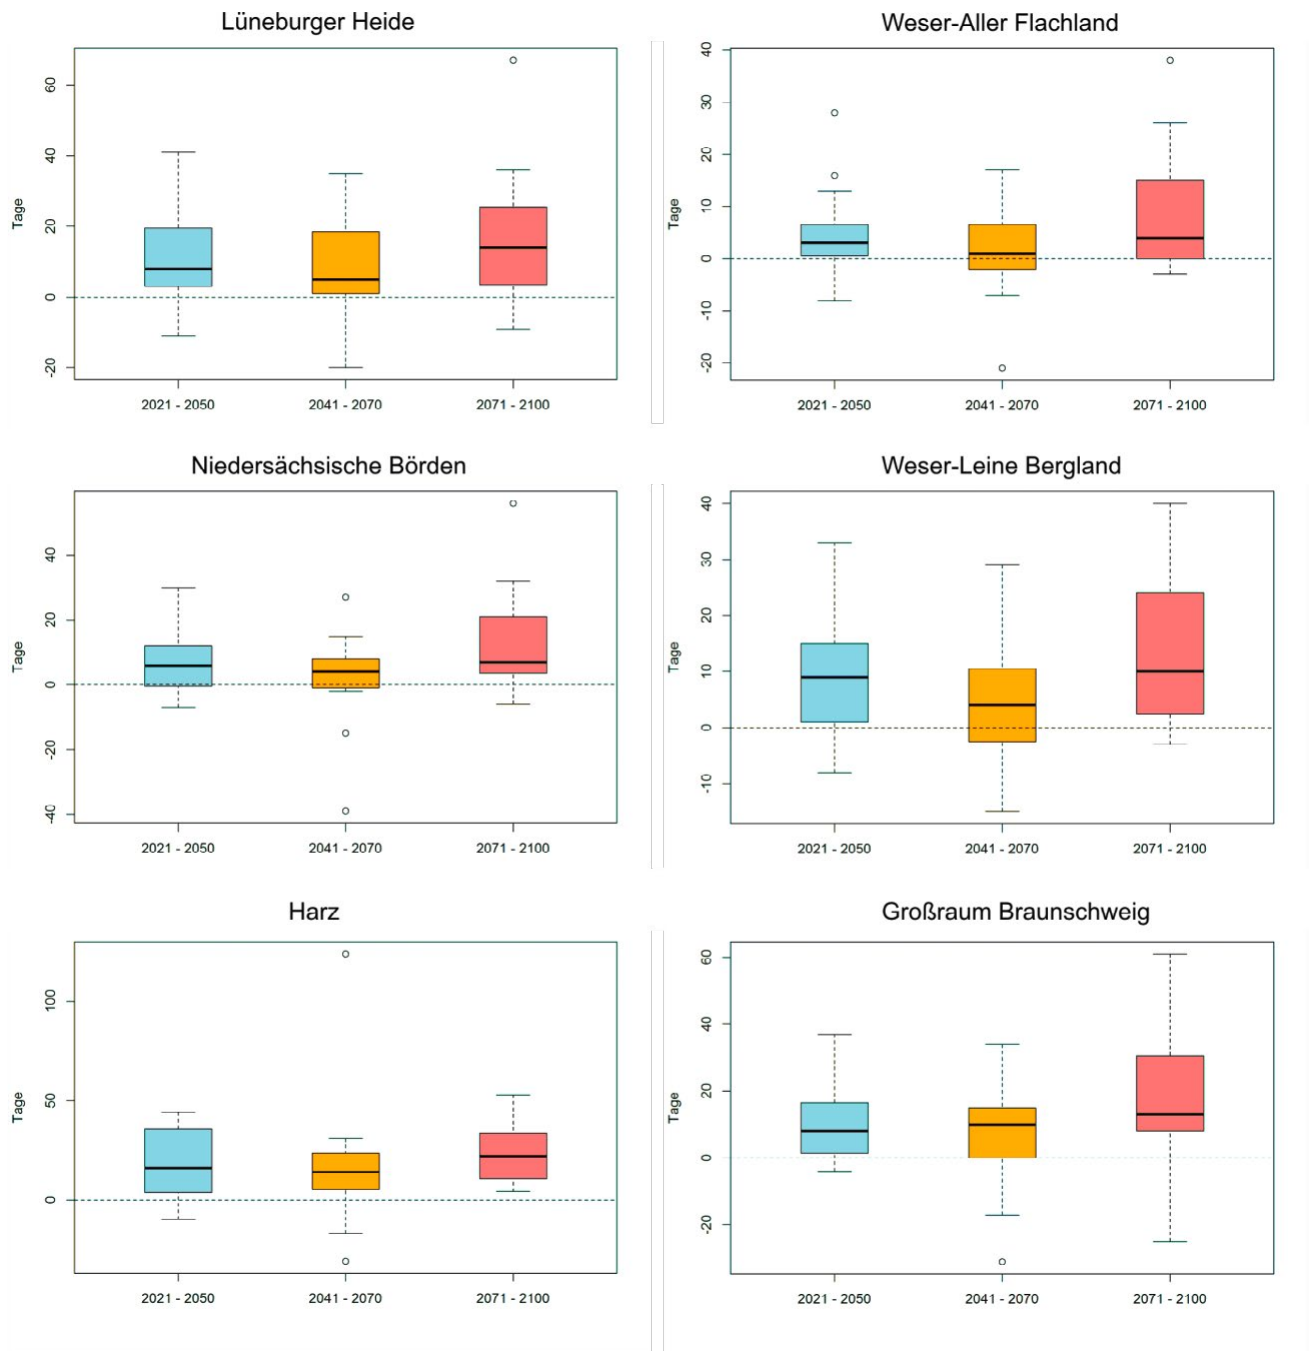 Lüneburger Heide
Tage
60
40
20
0
-20
2021 - 2050
2041 - 2070
2071 - 2100
Weser-Aller Flachland
Tage
40
30
20
10
0
-10
-20
2021 - 2050
2041 - 2070
2071 - 2100
Niedersächsische Börden
Tage
40
20
0
-20
-40
2021 - 2050
2041 - 2070
2071 - 2100
Weser-Leine Bergland
Tage
40
30
20
10
0
-10
2021 - 2050
2041 - 2070
2071 - 2100
Harz
Tage
100
50
0
2021 - 2050
2041 - 2070
2071 - 2100
Großraum Braunschweig
Tage
60
40
20
0
-20
2021 - 2050
2041 - 2070
2071 - 2100